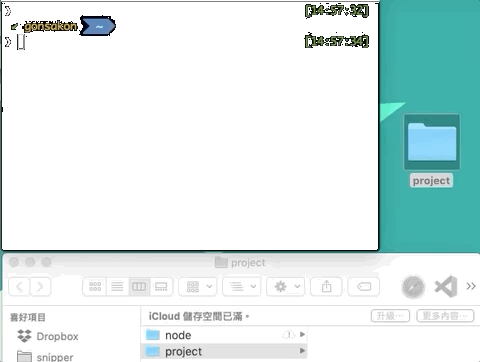 [14:57:32]
gonsakon ~
[14:57:34]
project
project
喜好項目
iCloud 儲存空間已滿。
升級⋯
更多內容⋯
Dropbox
node
snipper
project